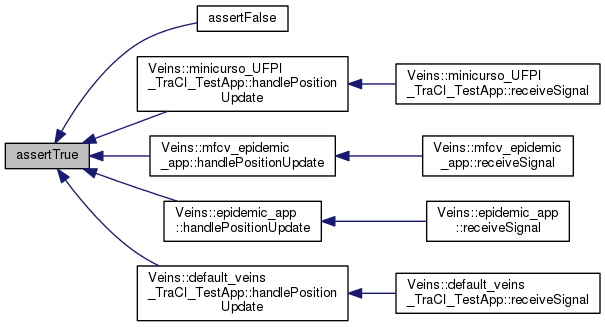 assertFalse
Veins::minicurso_UFPI
_TraCI_TestApp::handlePosition
Update
Veins::minicurso_UFPI
_TraCI_TestApp::receiveSignal
assertTrue
Veins::mfcv_epidemic
_app::handlePositionUpdate
Veins::mfcv_epidemic
_app::receiveSignal
Veins::epidemic_app
::handlePositionUpdate
Veins::epidemic_app
::receiveSignal
Veins::default_veins
_TraCI_TestApp::handlePosition
Update
Veins::default_veins
_TraCI_TestApp::receiveSignal